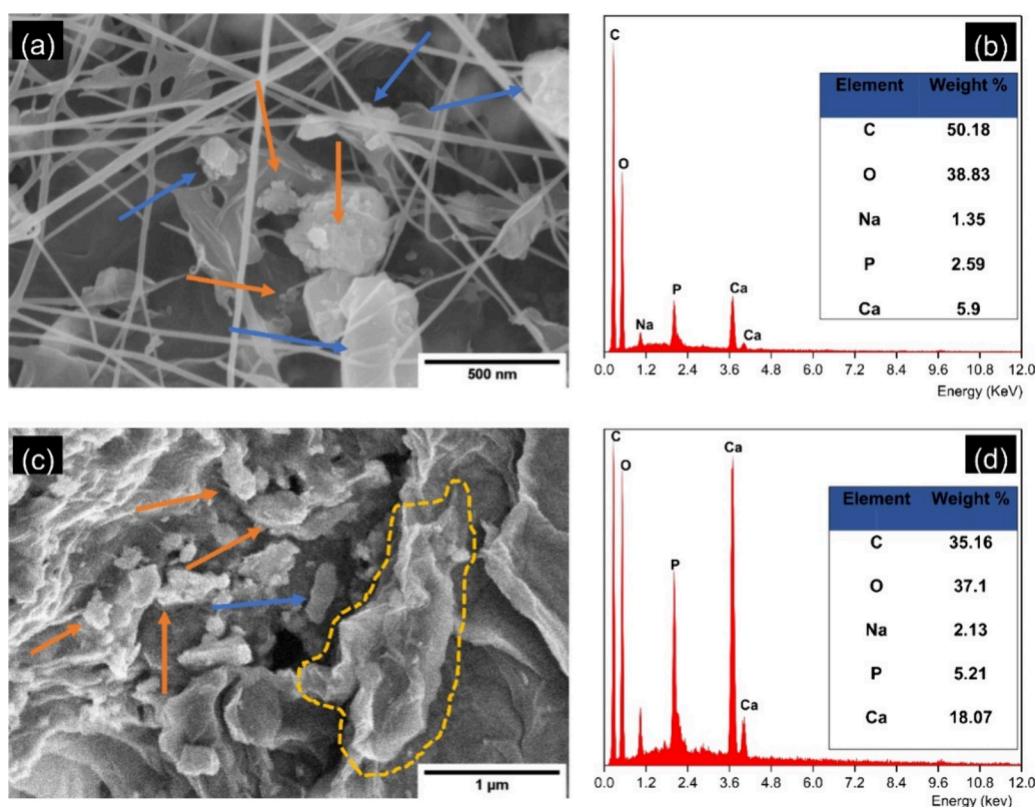 (a)
500 nm
(b)
C
O
Na
P
Ca
Ca
Element Weight %
C 50.18
O 38.83
Na 1.35
P 2.59
Ca 5.9
0.0 1.2 2.4 3.6 4.8 6.0 7.2 8.4 9.6 10.8 12.0
Energy (KeV)
(c)
1 µm
(d)
C
O
P
Ca
Ca
Element Weight %
C 35.16
O 37.1
Na 2.13
P 5.21
Ca 18.07
0.0 1.2 2.4 3.6 4.8 6.0 7.2 8.4 9.6 10.8 12.0
Energy (kev)